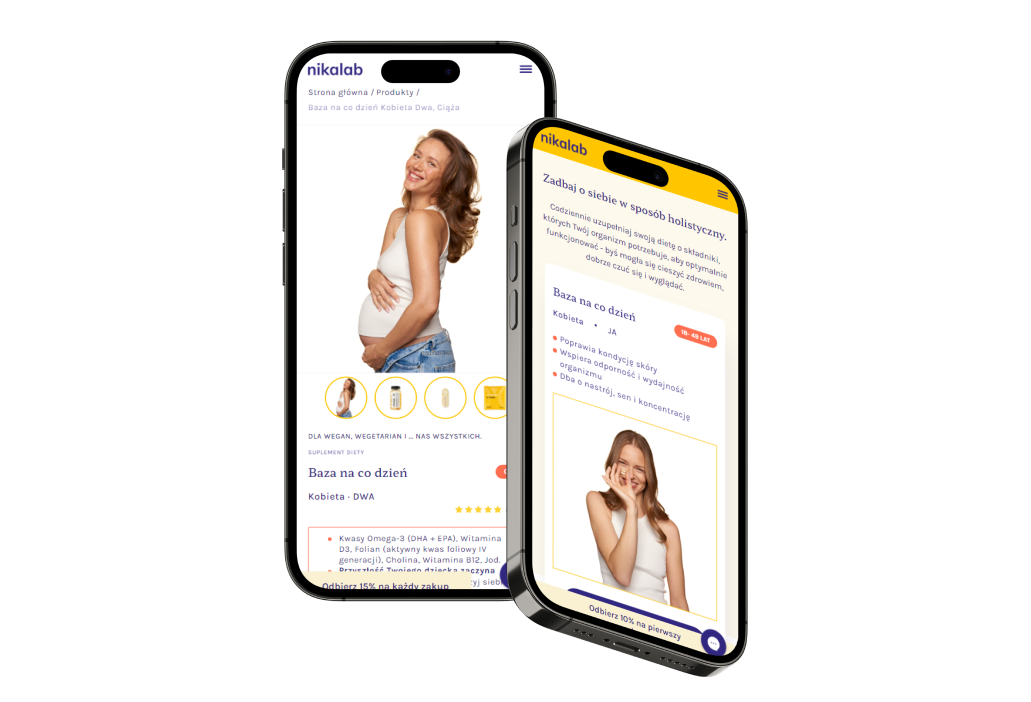 nikalab
Strona główna / Produkty /
Baza na co dzień Kobieta Dwa, Ciąża
DLA WEGAN, WEGETARIAN I ... NAS WSZYSTKICH.
SUPLEMENT DIETY
Baza na co dzień
Kobieta · DWA
Kwasy Omega-3 (DHA + EPA), Witamina
D3, Folian (aktywny kwas foliowy IV
generacji), Cholina, Witamina B12, Jod.
Przyszłość Twojego dziecka zaczyna
Odbierz 15% na każdy zakup
nikalab
Zadbaj o siebie w sposób holistyczny.
Codziennie uzupełniaj swoją dietę o składniki,
których Twój organizm potrzebuje, aby optymalnie
funkcjonować - byś mogła się cieszyć zdrowiem,
dobrze czuć się i wyglądać.
Baza na co dzień
Kobieta • JA
18- 49 LAT
Poprawia kondycję skóry
Wspiera odporność i wydajność
organizmu
Dba o nastrój, sen i koncentrację
Odbierz 10% na pierwszy